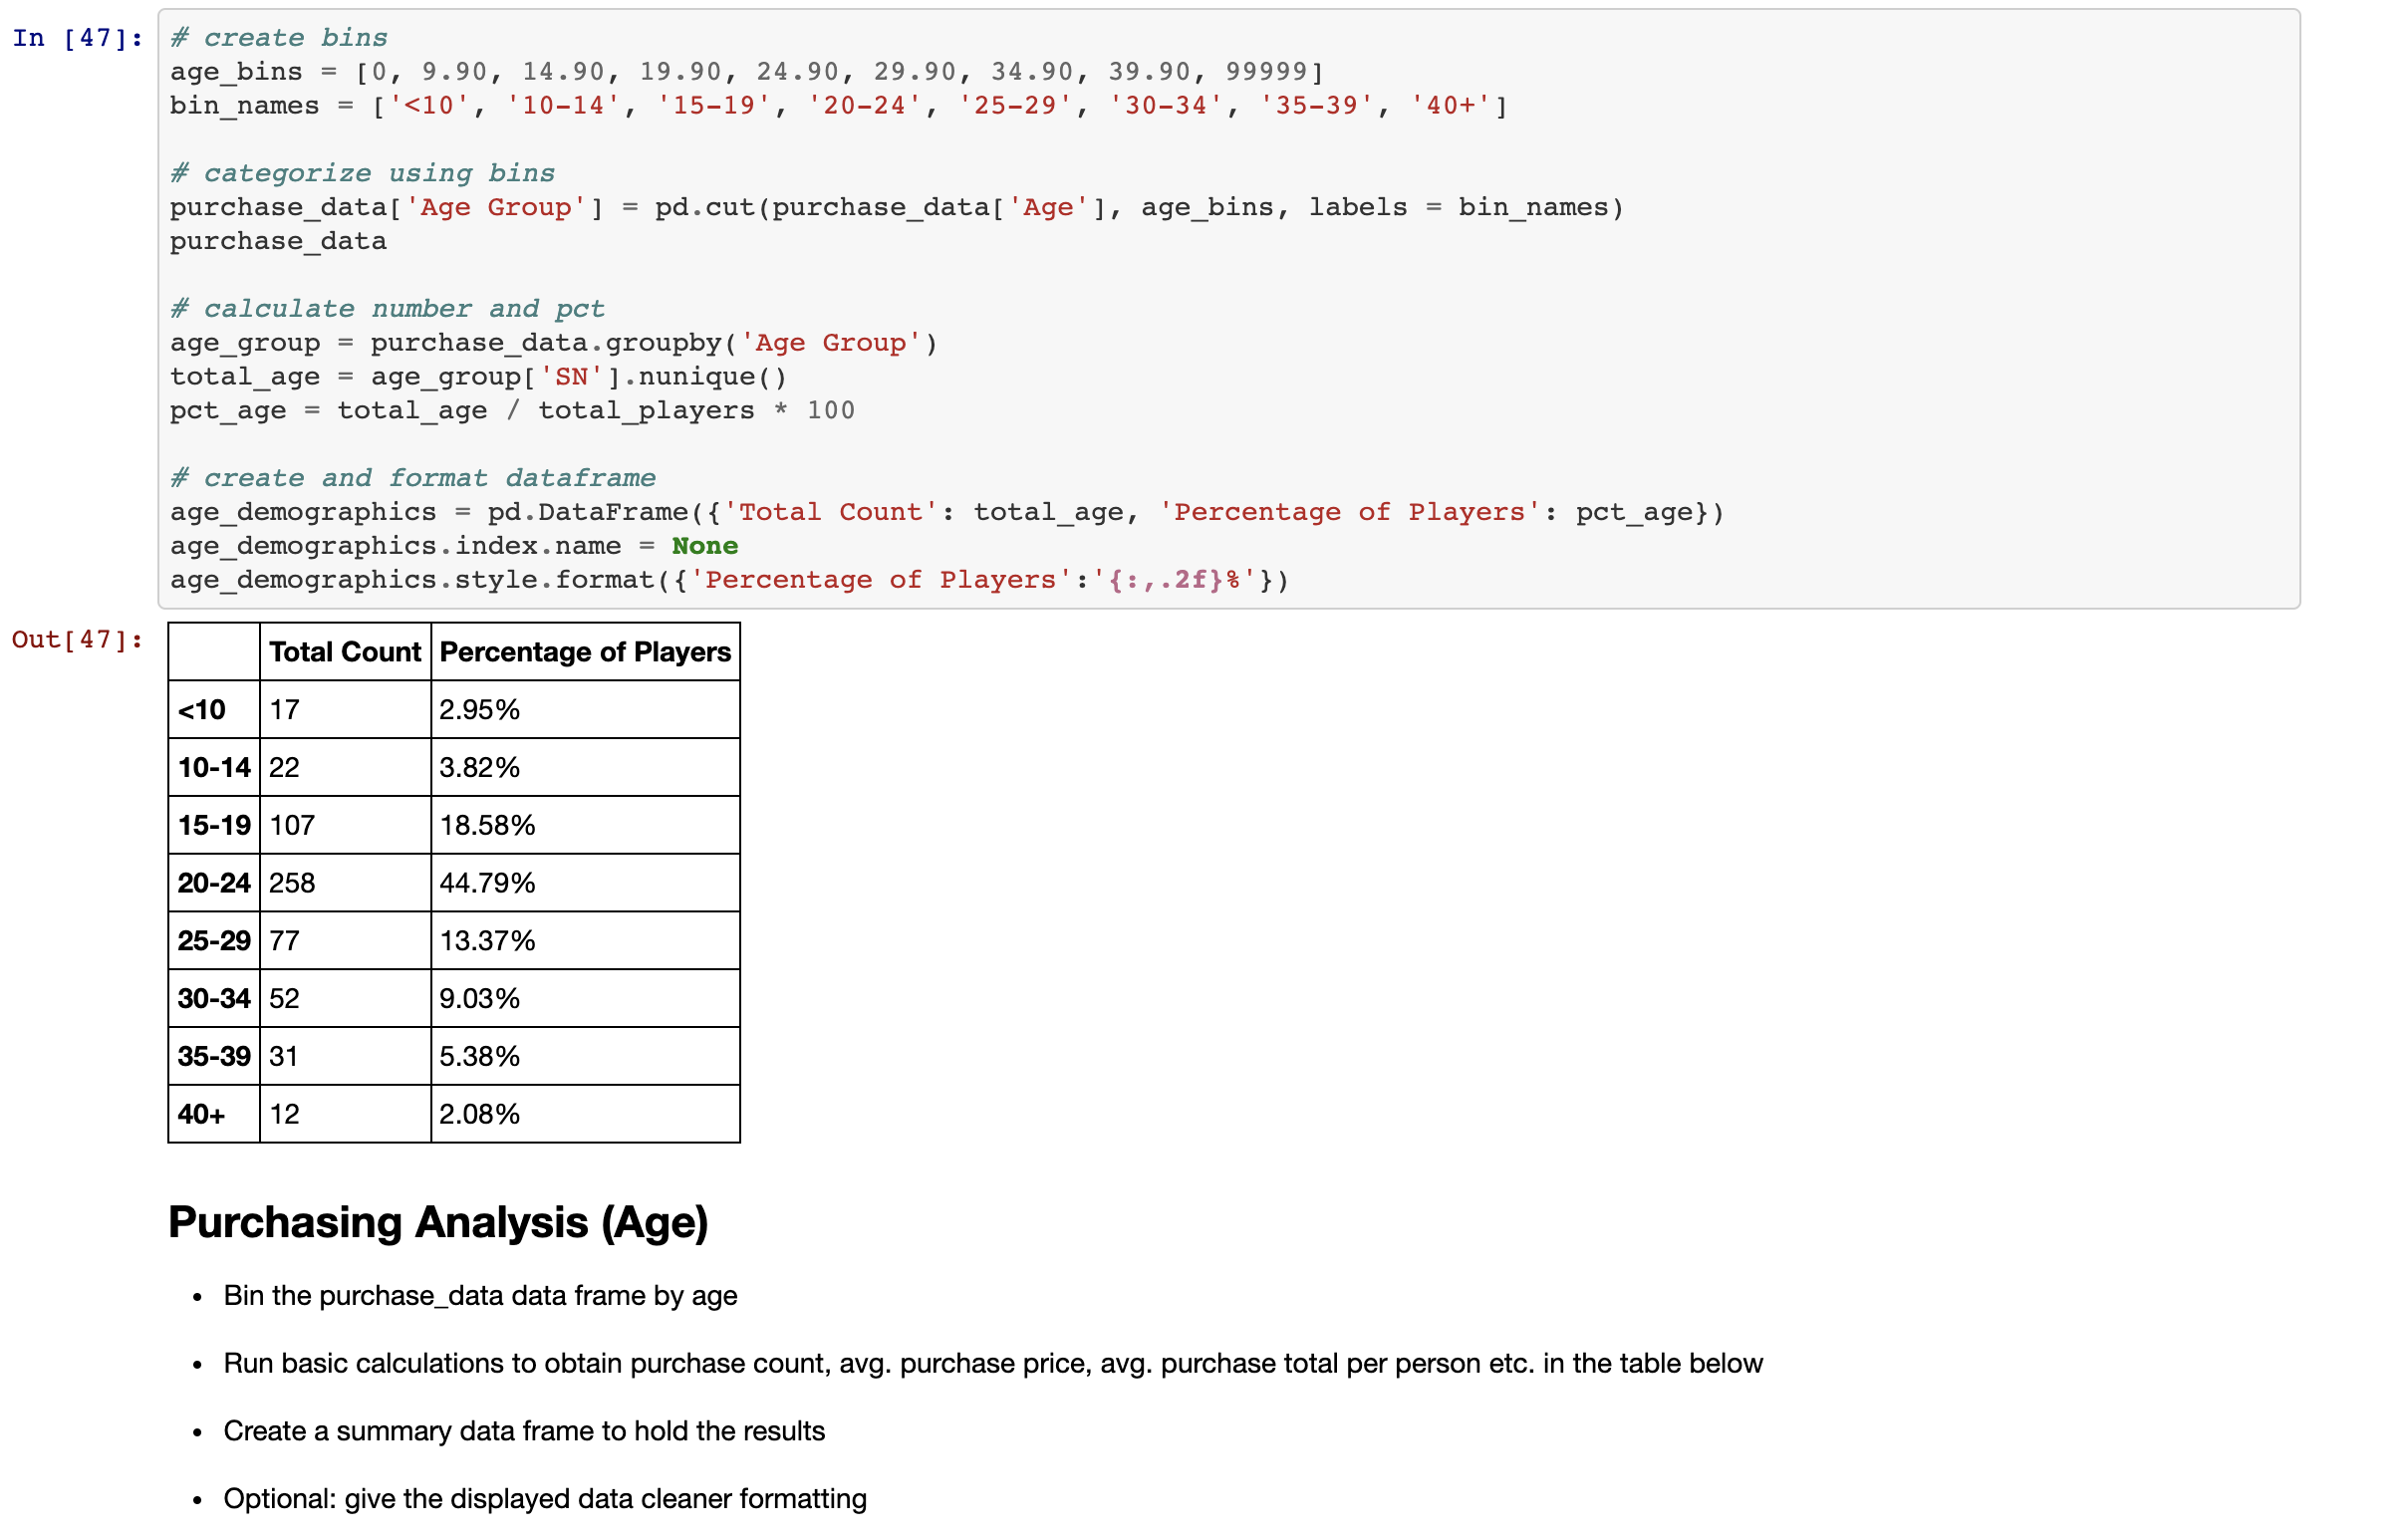 In [47]:
# create bins
age_bins = [0, 9.90, 14.90, 19.90, 24.90, 29.90, 34.90, 39.90, 99999]
bin_names = ['<10', '10-14', '15-19', '20-24', '25-29', '30-34', '35-39', '40+']
# categorize using bins
purchase_data['Age Group'] = pd.cut(purchase_data['Age'], age_bins, labels = bin_names)
purchase_data
# calculate number and pct
age_group = purchase_data.groupby('Age Group')
total_age = age_group['SN'].nunique()
pct_age = total_age / total_players * 100
# create and format dataframe
age_demographics = pd.DataFrame({'Total Count': total_age, 'Percentage of Players': pct_age})
age_demographics.index.name = None
age_demographics.style.format({'Percentage of Players':'{:,.2f}%'})
Out[47]:
Total Count Percentage of Players
<10 17 2.95%
10-14 22 3.82%
15-19 107 18.58%
20-24 258 44.79%
25-29 77 13.37%
30-34 52 9.03%
35-39 31 5.38%
40+ 12 2.08%
Purchasing Analysis (Age)
• Bin the purchase_data data frame by age
• Run basic calculations to obtain purchase count, avg. purchase price, avg. purchase total per person etc. in the table below
• Create a summary data frame to hold the results
• Optional: give the displayed data cleaner formatting